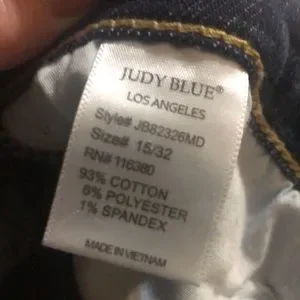 JUDY BLUE®
LOS ANGELES
Style# JB82326MD
Size# 15/32
RN# 116380
93% COTTON
6% POLYESTER
1% SPANDEX
MADE IN VIETNAM